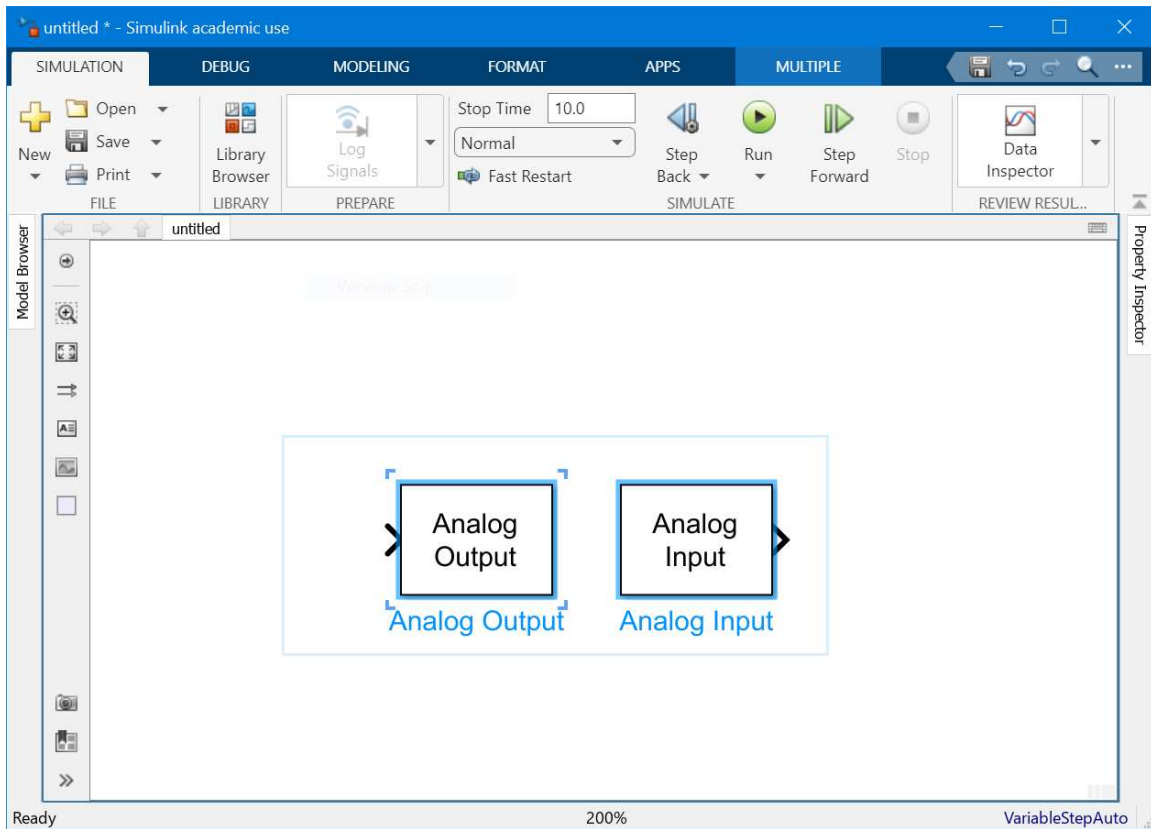 untitled * - Simulink academic use
SIMULATION DEBUG MODELING FORMAT APPS MULTIPLE
New
Open
Save
Print
FILE
Library
Browser
LIBRARY
Log
Signals
PREPARE
Stop Time 10.0
Normal
Fast Restart
Step
Back
Run
Step
Forward
Stop
SIMULATE
Data
Inspector
REVIEW RESUL...
Model Browser
untitled
Property Inspector
Window Snip
Analog
Output
Analog Output
Analog
Input
Analog Input
Ready 200% VariableStepAuto